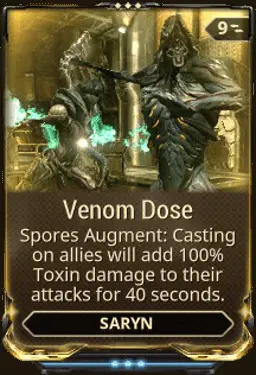 9
Venom Dose
Spores Augment: Casting
on allies will add 100%
Toxin damage to their
attacks for 40 seconds.
SARYN